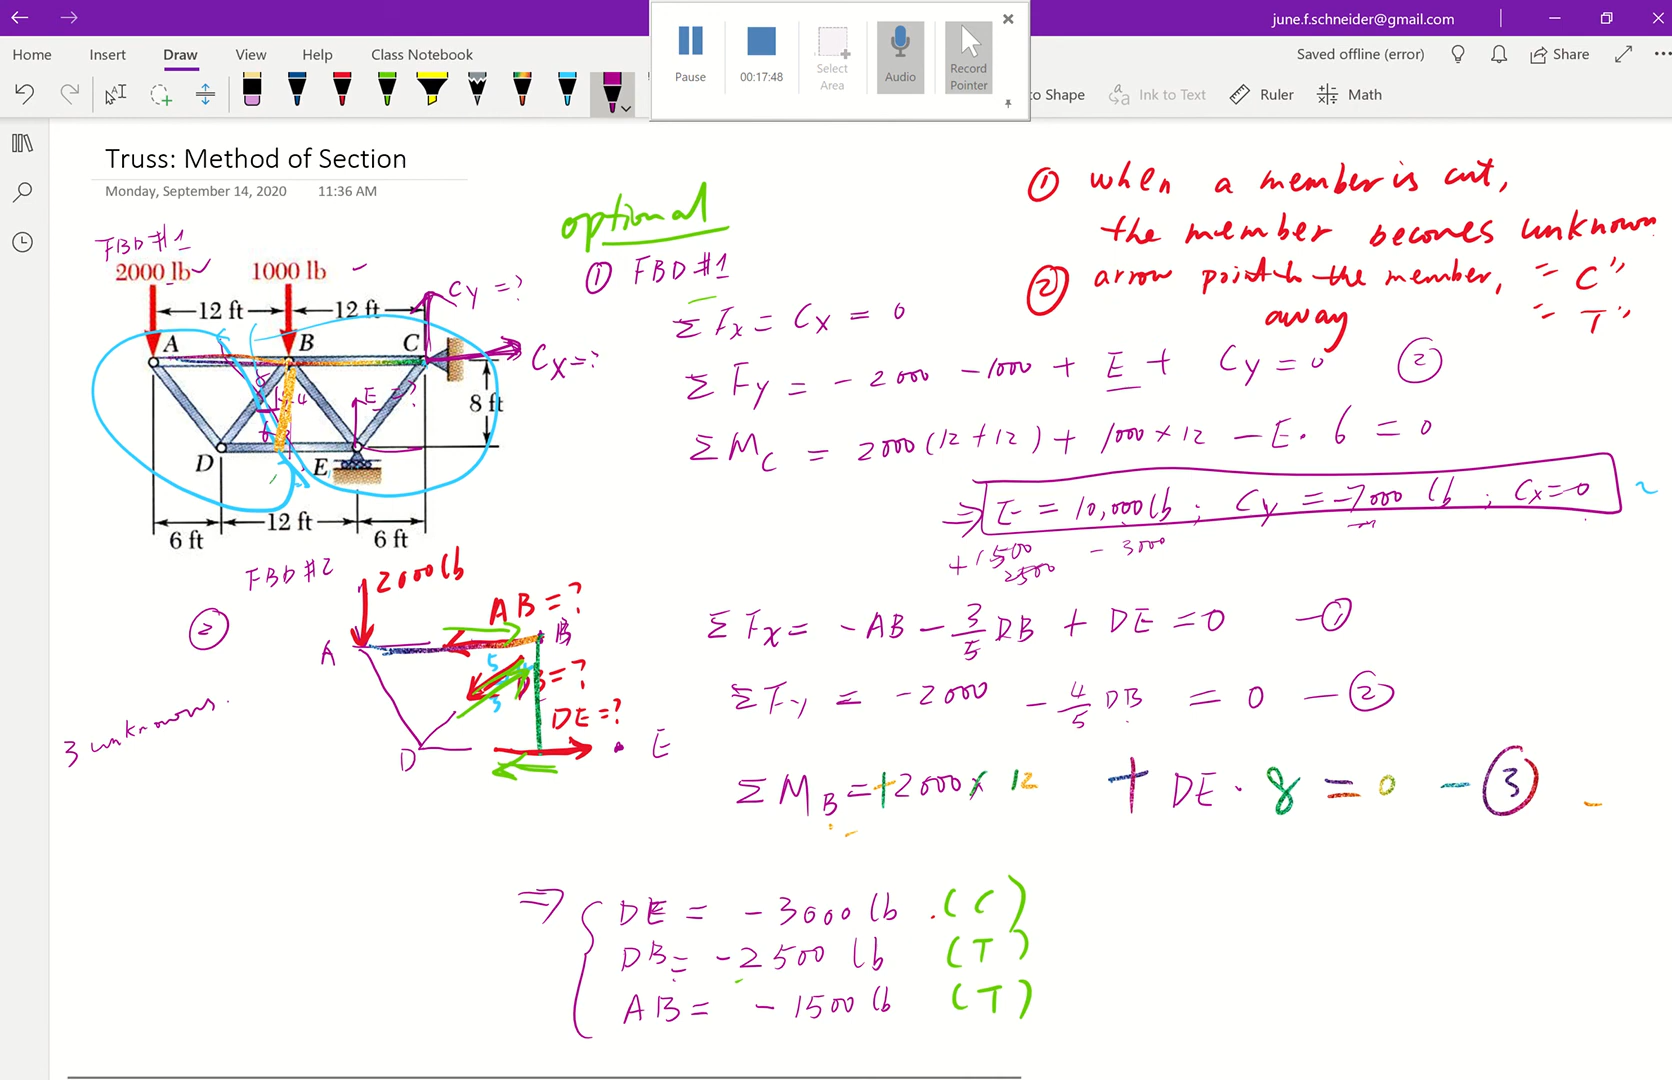 june.f.schneider@gmail.com
Home Insert Draw View Help Class Notebook
Saved offline (error) Share
Pause 00:17:48 Select Area Audio Record Pointer
to Shape Ink to Text Ruler Math
Truss: Method of Section
Monday, September 14, 2020 11:36 AM
① when a member is cut,
the member becomes unknown.
② arrow point to the member, "C"
away "T"
optional
① FBD #1
ΣFx = Cx = 0
ΣFy = -2000 -1000 + E + Cy = 0 ②
ΣMC = 2000(12+12) + 1000×12 - E·6 = 0
⇒ E = 10,000 lb ; Cy = -7000 lb ; Cx=0
+1500 - 3000
2500
FBD #1
2000 lb 1000 lb
Cy = ?
12 ft 12 ft
A B C
Cx = ?
E = ?
8 ft
D E
12 ft
6 ft 6 ft
FBD #2
②
2000 lb
AB = ?
A B
5
DB = ?
3
DE = ?
D E
3 unknowns.
ΣFx = -AB - 3/5 DB + DE = 0 -①
ΣFy = -2000 - 4/5 DB = 0 -②
ΣMB = +2000 × 12 + DE · 8 = 0 -③
⇒ DE = -3000 lb . (C)
DB = -2500 lb (T)
AB = -1500 lb (T)